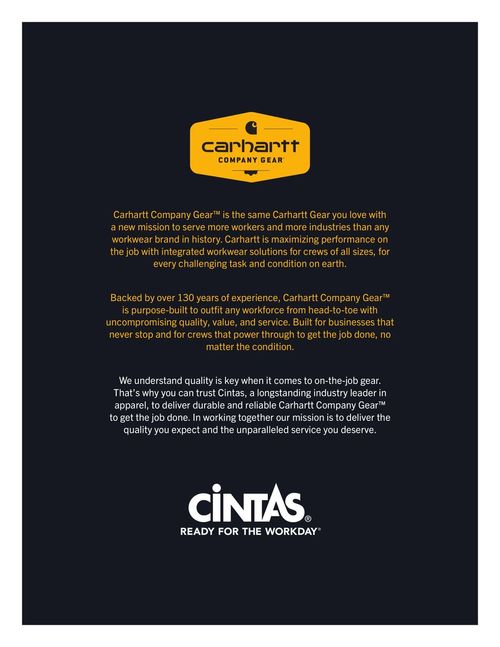 carhartt
COMPANY GEAR™
Carhartt Company Gear™ is the same Carhartt Gear you love with
a new mission to serve more workers and more industries than any
workwear brand in history. Carhartt is maximizing performance on
the job with integrated workwear solutions for crews of all sizes, for
every challenging task and condition on earth.
Backed by over 130 years of experience, Carhartt Company Gear™
is purpose-built to outfit any workforce from head-to-toe with
uncompromising quality, value, and service. Built for businesses that
never stop and for crews that power through to get the job done, no
matter the condition.
We understand quality is key when it comes to on-the-job gear.
That's why you can trust Cintas, a longstanding industry leader in
apparel, to deliver durable and reliable Carhartt Company Gear™
to get the job done. In working together our mission is to deliver the
quality you expect and the unparalleled service you deserve.
CINTAS®
READY FOR THE WORKDAY®